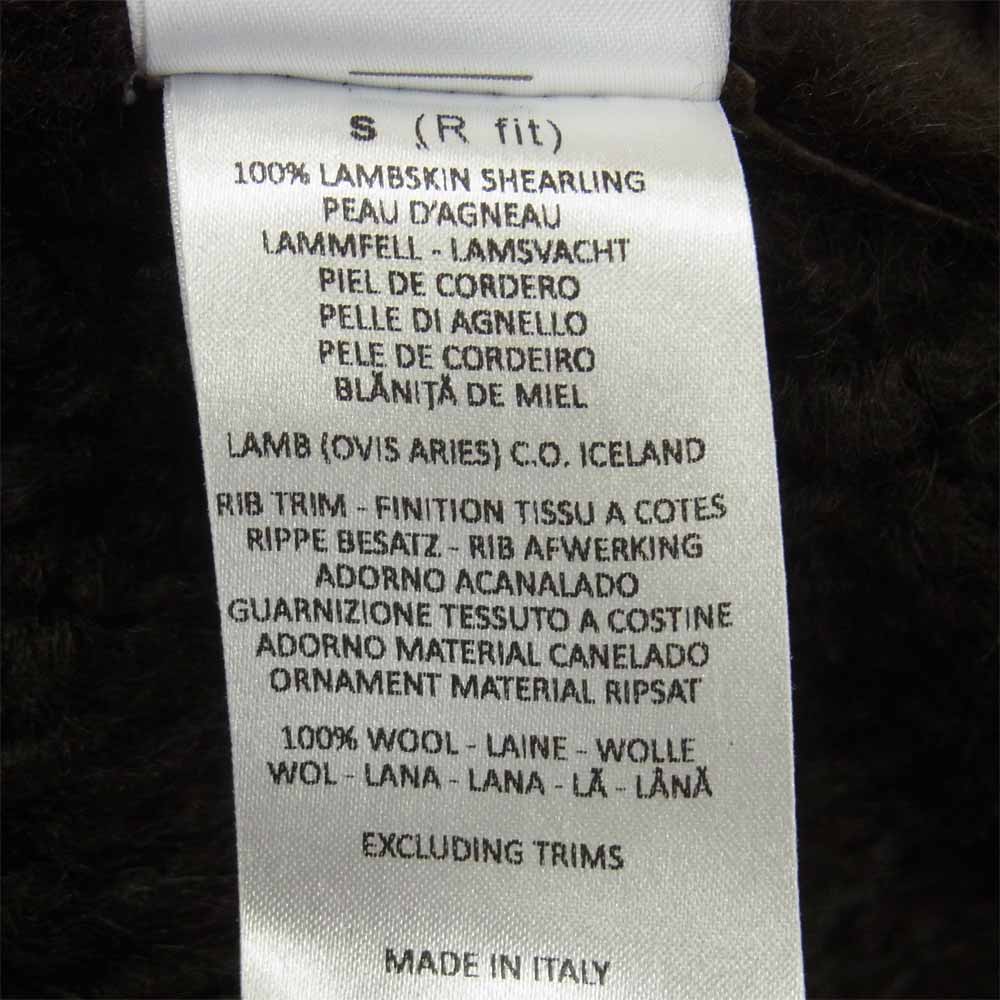 S (R fit)
100% LAMBSKIN SHEARLING
PEAU D'AGNEAU
LAMMFELL - LAMSVACHT
PIEL DE CORDERO
PELLE DI AGNELLO
PELE DE CORDEIRO
BLĂNIŢĂ DE MIEL
LAMB (OVIS ARIES) C.O. ICELAND
RIB TRIM - FINITION TISSU A COTES
RIPPE BESATZ - RIB AFWERKING
ADORNO ACANALADO
GUARNIZIONE TESSUTO A COSTINE
ADORNO MATERIAL CANELADO
ORNAMENT MATERIAL RIPSAT
100% WOOL - LAINE - WOLLE
WOL - LANA - LANA - LÃ - LÂNĂ
EXCLUDING TRIMS
MADE IN ITALY